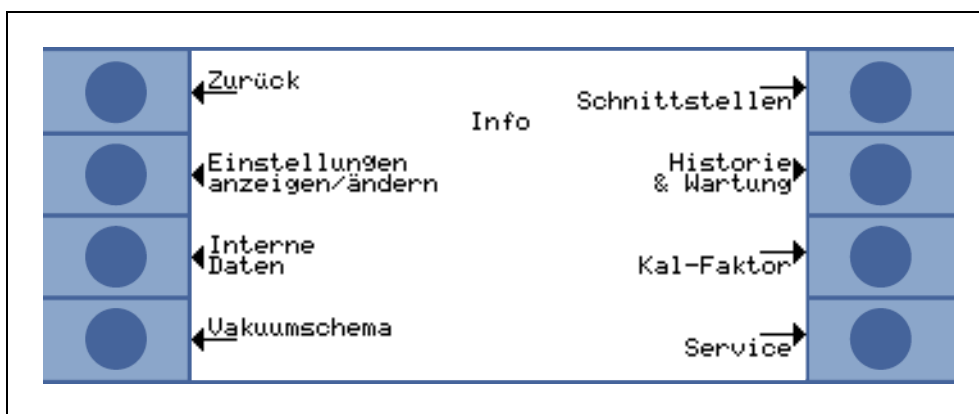 Zurück
Info
Schnittstellen
Einstellungen
anzeigen/ändern
Historie
& Wartung
Interne
Daten
Kal-Faktor
Vakuumschema
Service